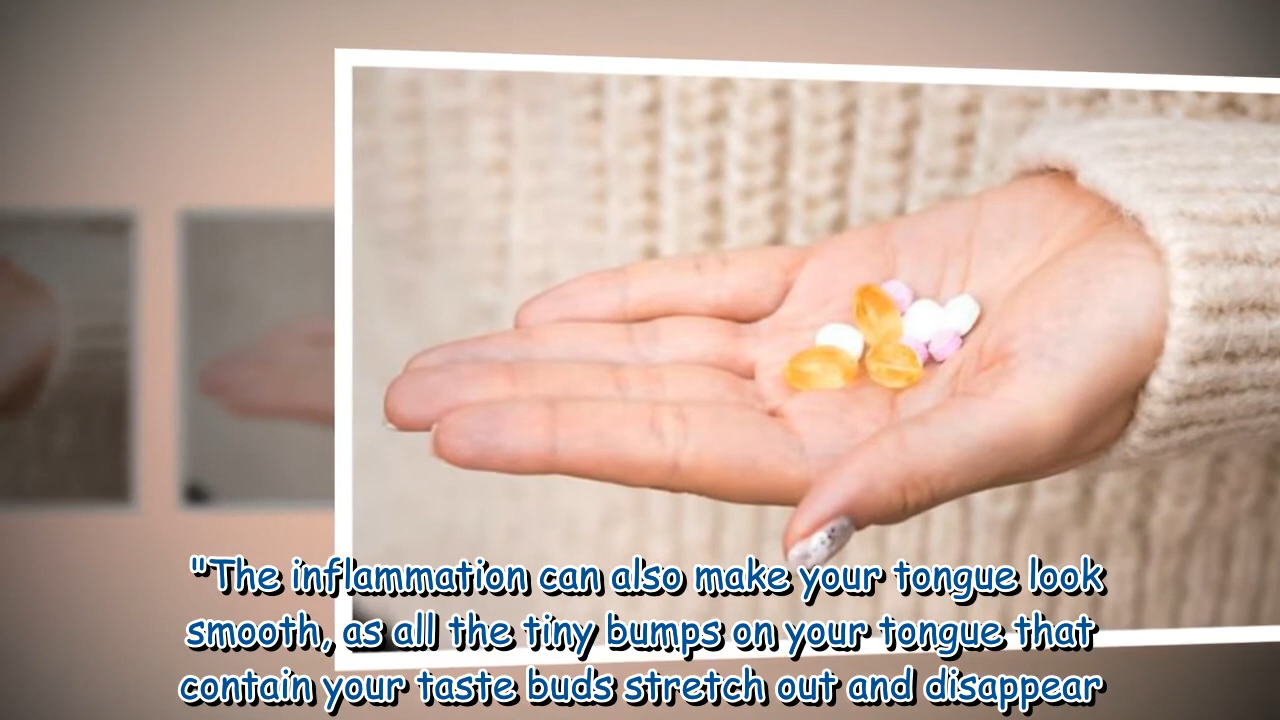 "The inflammation can also make your tongue look
smooth, as all the tiny bumps on your tongue that
contain your taste buds stretch out and disappear